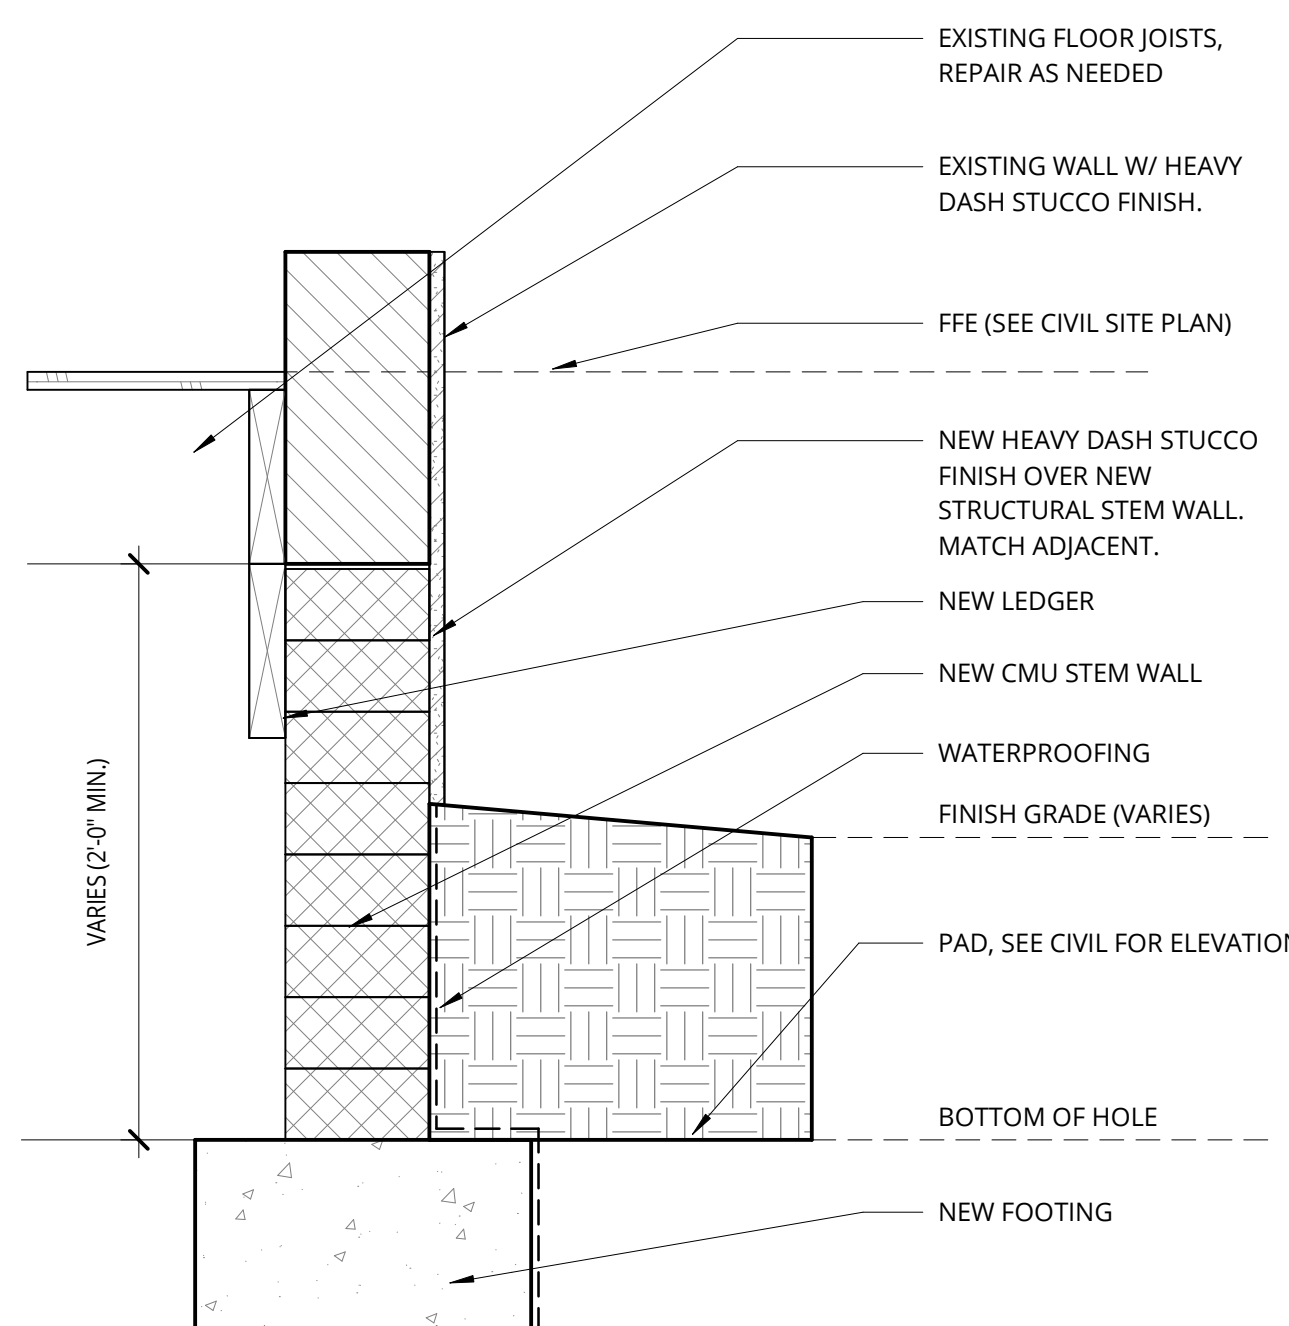 EXISTING FLOOR JOISTS,
REPAIR AS NEEDED
EXISTING WALL W/ HEAVY
DASH STUCCO FINISH.
FFE (SEE CIVIL SITE PLAN)
NEW HEAVY DASH STUCCO
FINISH OVER NEW
STRUCTURAL STEM WALL.
MATCH ADJACENT.
NEW LEDGER
NEW CMU STEM WALL
WATERPROOFING
FINISH GRADE (VARIES)
VARIES (2'-0" MIN.)
PAD, SEE CIVIL FOR ELEVATION
BOTTOM OF HOLE
NEW FOOTING